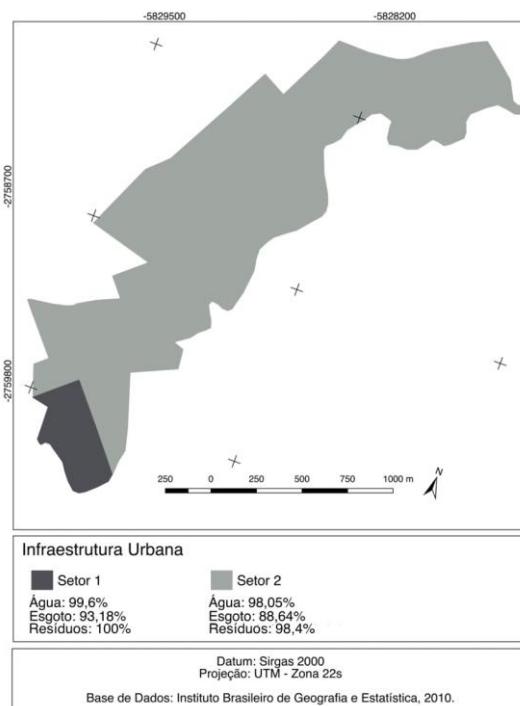 -5829500 -5828200
-2758700
-2759800
250 0 250 500 750 1000 m
N
Infraestrutura Urbana
Setor 1 Setor 2
Água: 99,6% Água: 98,05%
Esgoto: 93,18% Esgoto: 88,64%
Resíduos: 100% Resíduos: 98,4%
Datum: Sirgas 2000
Projeção: UTM - Zona 22s
Base de Dados: Instituto Brasileiro de Geografia e Estatística, 2010.